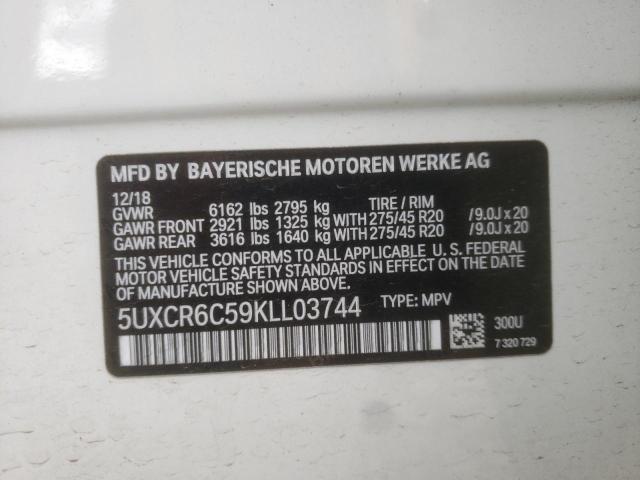 MFD BY BAYERISCHE MOTOREN WERKE AG
12/18
GVWR 6162 lbs 2795 kg TIRE / RIM
GAWR FRONT 2921 lbs 1325 kg WITH 275/45 R20 /9.0J x 20
GAWR REAR 3616 lbs 1640 kg WITH 275/45 R20 /9.0J x 20
THIS VEHICLE CONFORMS TO ALL APPLICABLE U. S. FEDERAL
MOTOR VEHICLE SAFETY STANDARDS IN EFFECT ON THE DATE OF
MANUFACTURE SHOWN ABOVE.
5UXCR6C59KLL03744 TYPE: MPV
300U
7 320 729